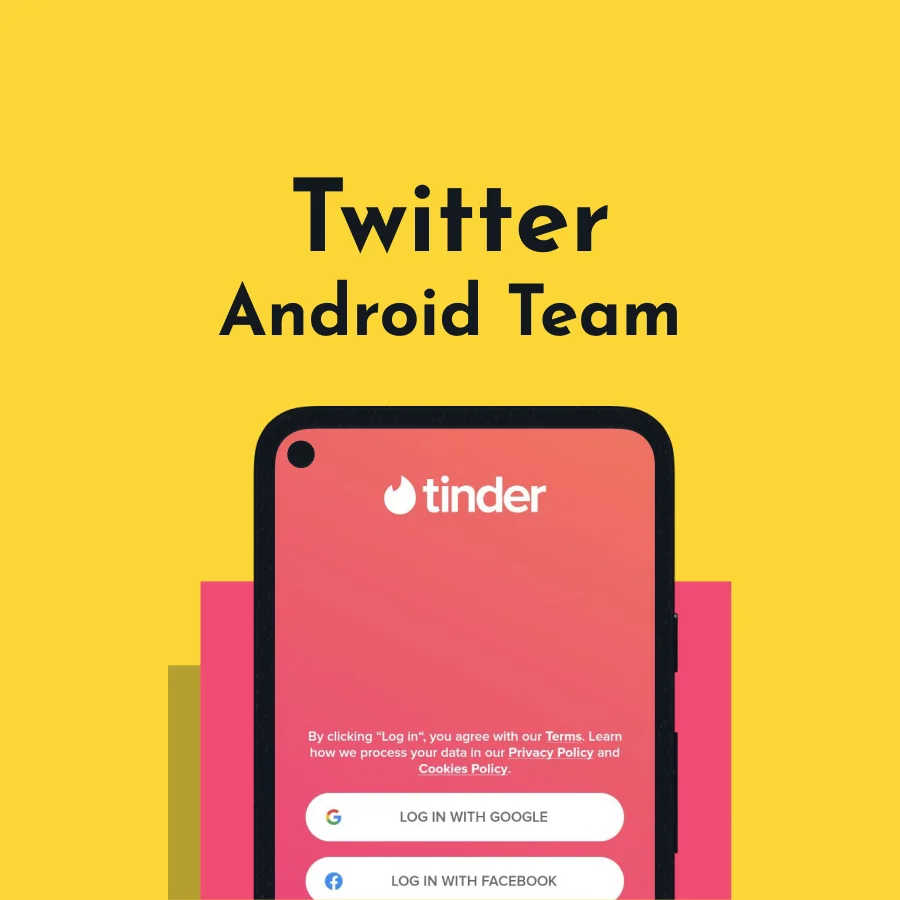 Twitter
Android Team
tinder
By clicking “Log in“, you agree with our Terms. Learn
how we process your data in our Privacy Policy and
Cookies Policy.
LOG IN WITH GOOGLE
LOG IN WITH FACEBOOK